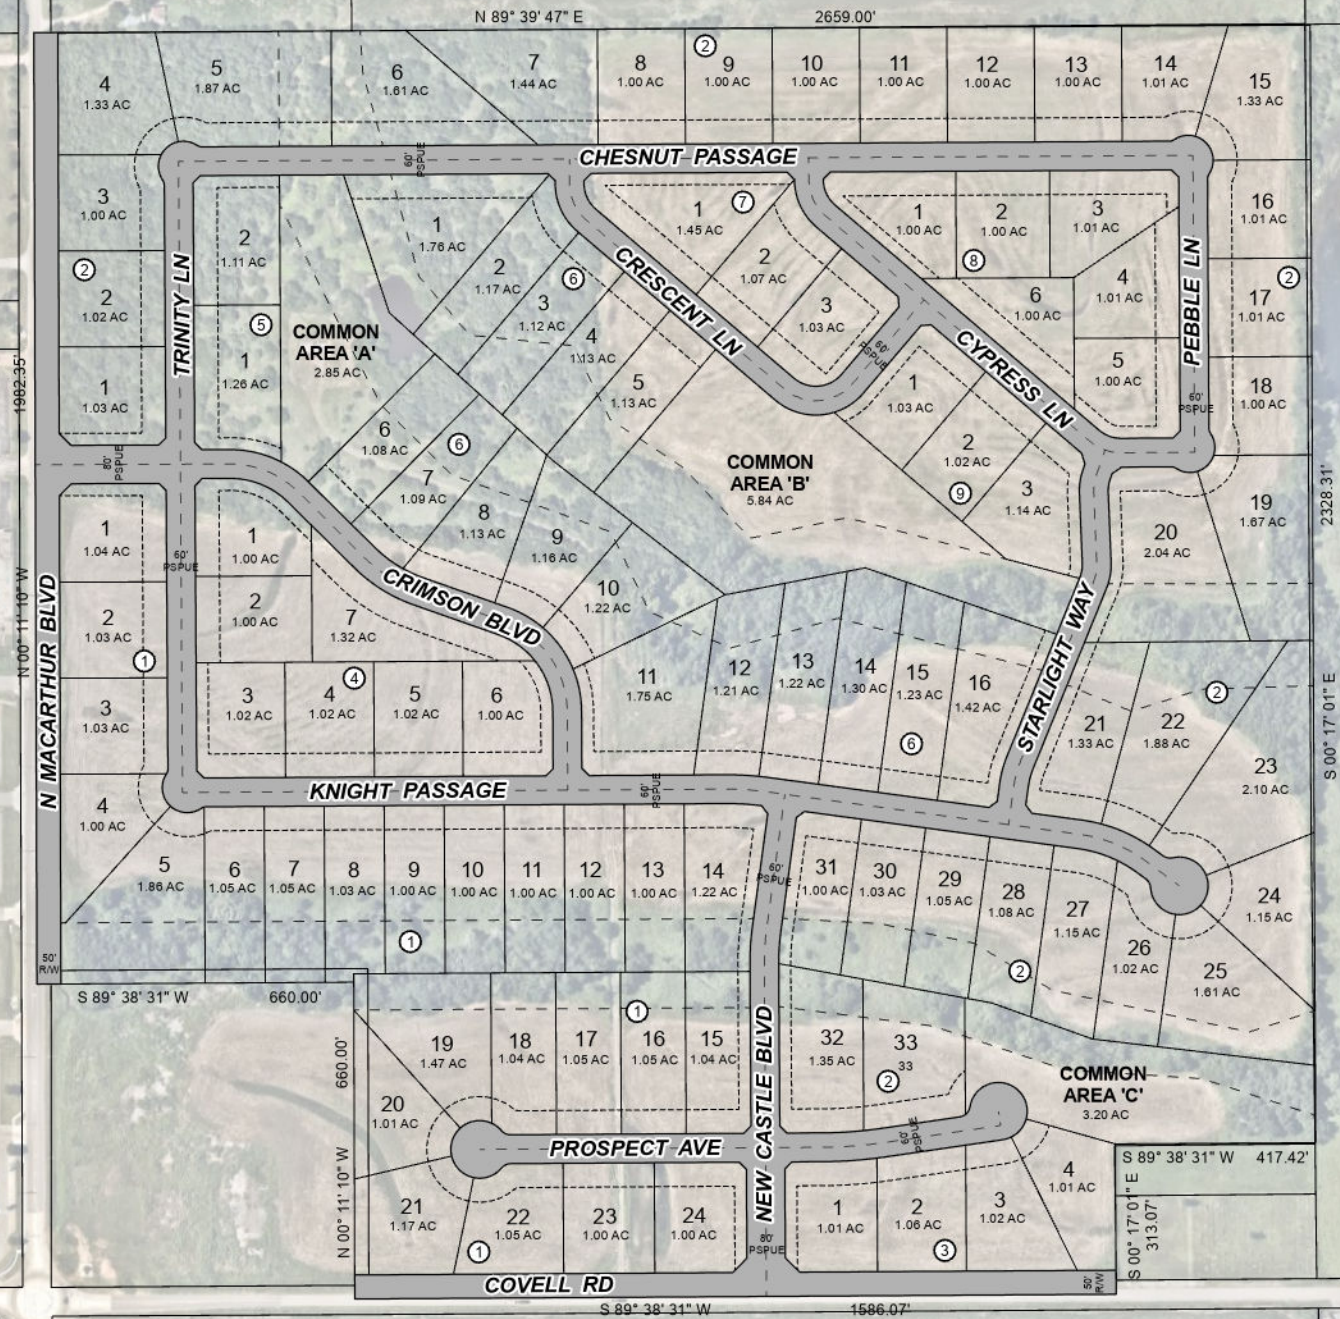 N 89° 39' 47" E
2659.00'
4
1.33 AC
5
1.87 AC
6
1.61 AC
7
1.44 AC
8
1.00 AC
2
9
1.00 AC
10
1.00 AC
11
1.00 AC
12
1.00 AC
13
1.00 AC
14
1.01 AC
15
1.33 AC
CHESNUT PASSAGE
60'
PSPUE
3
1.00 AC
2
2
1.02 AC
1
1.03 AC
TRINITY LN
2
1.11 AC
5
1
1.26 AC
COMMON
AREA 'A'
2.85 AC
1
1.76 AC
2
1.17 AC
3
1.12 AC
6
4
1.13 AC
5
1.13 AC
CRESCENT LN
1
1.45 AC
7
2
1.07 AC
3
1.03 AC
60'
PSPUE
1
1.00 AC
2
1.00 AC
3
1.01 AC
8
4
1.01 AC
6
1.00 AC
5
1.00 AC
CYPRESS LN
PEBBLE LN
60'
PSPUE
16
1.01 AC
2
17
1.01 AC
18
1.00 AC
1982.35'
N 00° 11' 10" W
80'
PSPUE
6
1.08 AC
6
7
1.09 AC
8
1.13 AC
9
1.16 AC
10
1.22 AC
COMMON
AREA 'B'
5.84 AC
1
1.03 AC
2
1.02 AC
9
3
1.14 AC
19
1.67 AC
20
2.04 AC
2328.31'
S 00° 17' 01" E
1
1.04 AC
2
1.03 AC
1
3
1.03 AC
4
1.00 AC
N MACARTHUR BLVD
60'
PSPUE
1
1.00 AC
2
1.00 AC
7
1.32 AC
4
3
1.02 AC
4
1.02 AC
5
1.02 AC
6
1.00 AC
CRIMSON BLVD
11
1.75 AC
12
1.21 AC
13
1.22 AC
14
1.30 AC
15
1.23 AC
16
1.42 AC
6
STARLIGHT WAY
21
1.33 AC
22
1.88 AC
2
23
2.10 AC
KNIGHT PASSAGE
60'
PSPUE
5
1.86 AC
6
1.05 AC
7
1.05 AC
8
1.03 AC
9
1.00 AC
10
1.00 AC
11
1.00 AC
12
1.00 AC
13
1.00 AC
14
1.22 AC
1
60'
PSPUE
31
1.00 AC
30
1.03 AC
29
1.05 AC
28
1.08 AC
27
1.15 AC
26
1.02 AC
25
1.61 AC
24
1.15 AC
2
50'
R/W
S 89° 38' 31" W
660.00'
660.00'
N 00° 11' 10" W
19
1.47 AC
18
1.04 AC
17
1.05 AC
16
1.05 AC
15
1.04 AC
1
20
1.01 AC
NEW CASTLE BLVD
32
1.35 AC
33
33
2
COMMON
AREA 'C'
3.20 AC
PROSPECT AVE
60'
PSPUE
21
1.17 AC
22
1.05 AC
23
1.00 AC
24
1.00 AC
1
80'
PSPUE
1
1.01 AC
2
1.06 AC
3
1.02 AC
4
1.01 AC
3
S 89° 38' 31" W
417.42'
S 00° 17' 01" E
313.07'
COVELL RD
50'
R/W
S 89° 38' 31" W
1586.07'